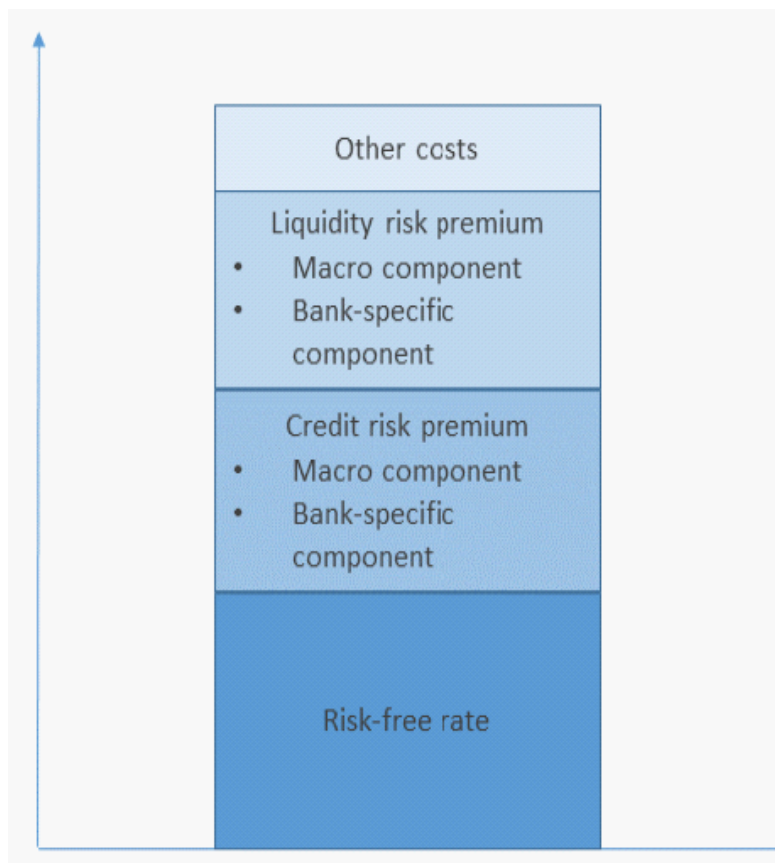 Other costs
Liquidity risk premium
• Macro component
• Bank-specific
component
Credit risk premium
• Macro component
• Bank-specific
component
Risk-free rate